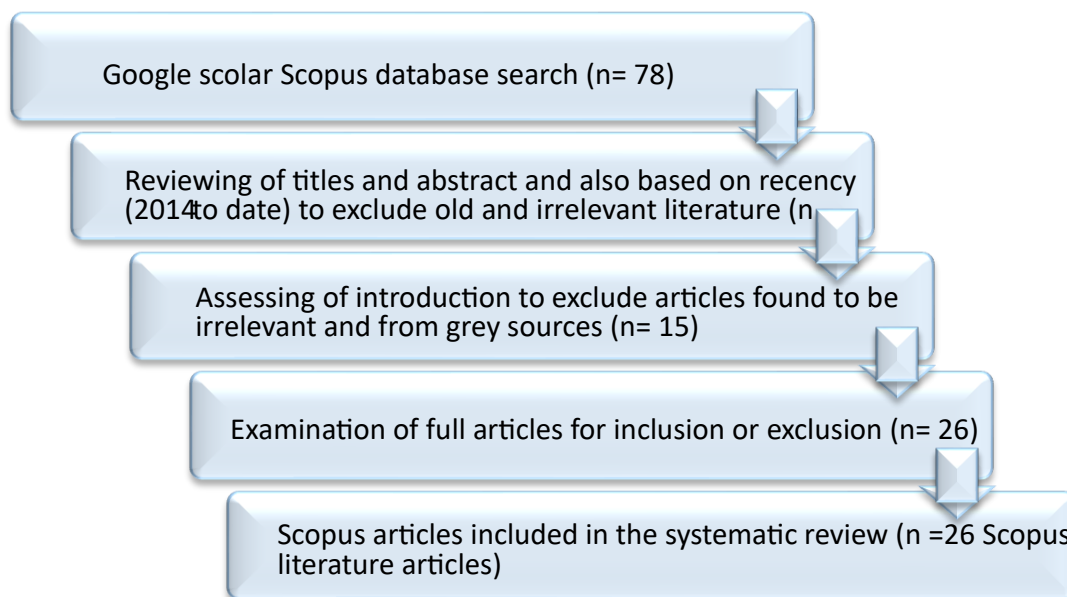 Google scolar Scopus database search (n= 78)
Reviewing of titles and abstract and also based on recency
(2014to date) to exclude old and irrelevant literature (n
Assessing of introduction to exclude articles found to be
irrelevant and from grey sources (n= 15)
Examination of full articles for inclusion or exclusion (n= 26)
Scopus articles included in the systematic review (n =26 Scopus
literature articles)